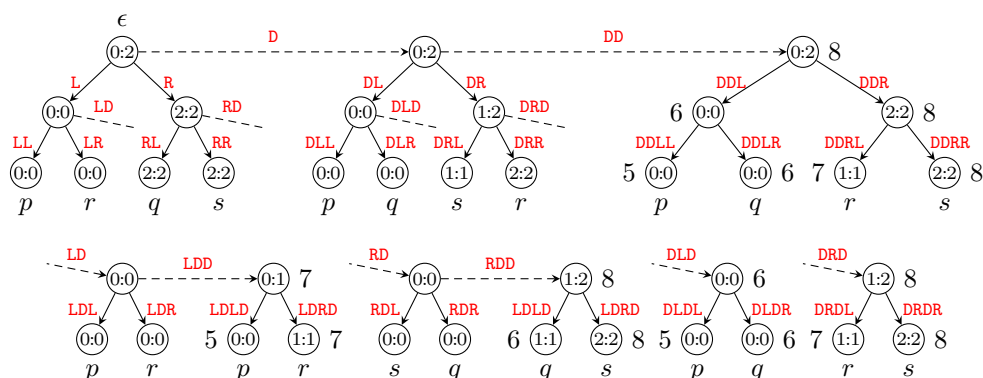 ϵ
D DD
0:2 0:2 0:2 8
L R DL DR DDL DDR
0:0 LD 2:2 RD 0:0 DLD 1:2 DRD 6 0:0 2:2 8
LL LR RL RR DLL DLR DRL DRR DDLL DDLR DDRL DDRR
0:0 0:0 2:2 2:2 0:0 0:0 1:1 2:2 5 0:0 0:0 6 7 1:1 2:2 8
p r q s p q s r p q r s
LD LDD RD RDD DLD DRD
0:0 0:1 7 0:0 1:2 8 0:0 6 1:2 8
LDL LDR LDLD LDRD RDL RDR LDLD LDRD DLDL DLDR DRDL DRDR
0:0 0:0 5 0:0 1:1 7 0:0 0:0 6 1:1 2:2 8 5 0:0 0:0 6 7 1:1 2:2 8
p r p r s q q s p q r s